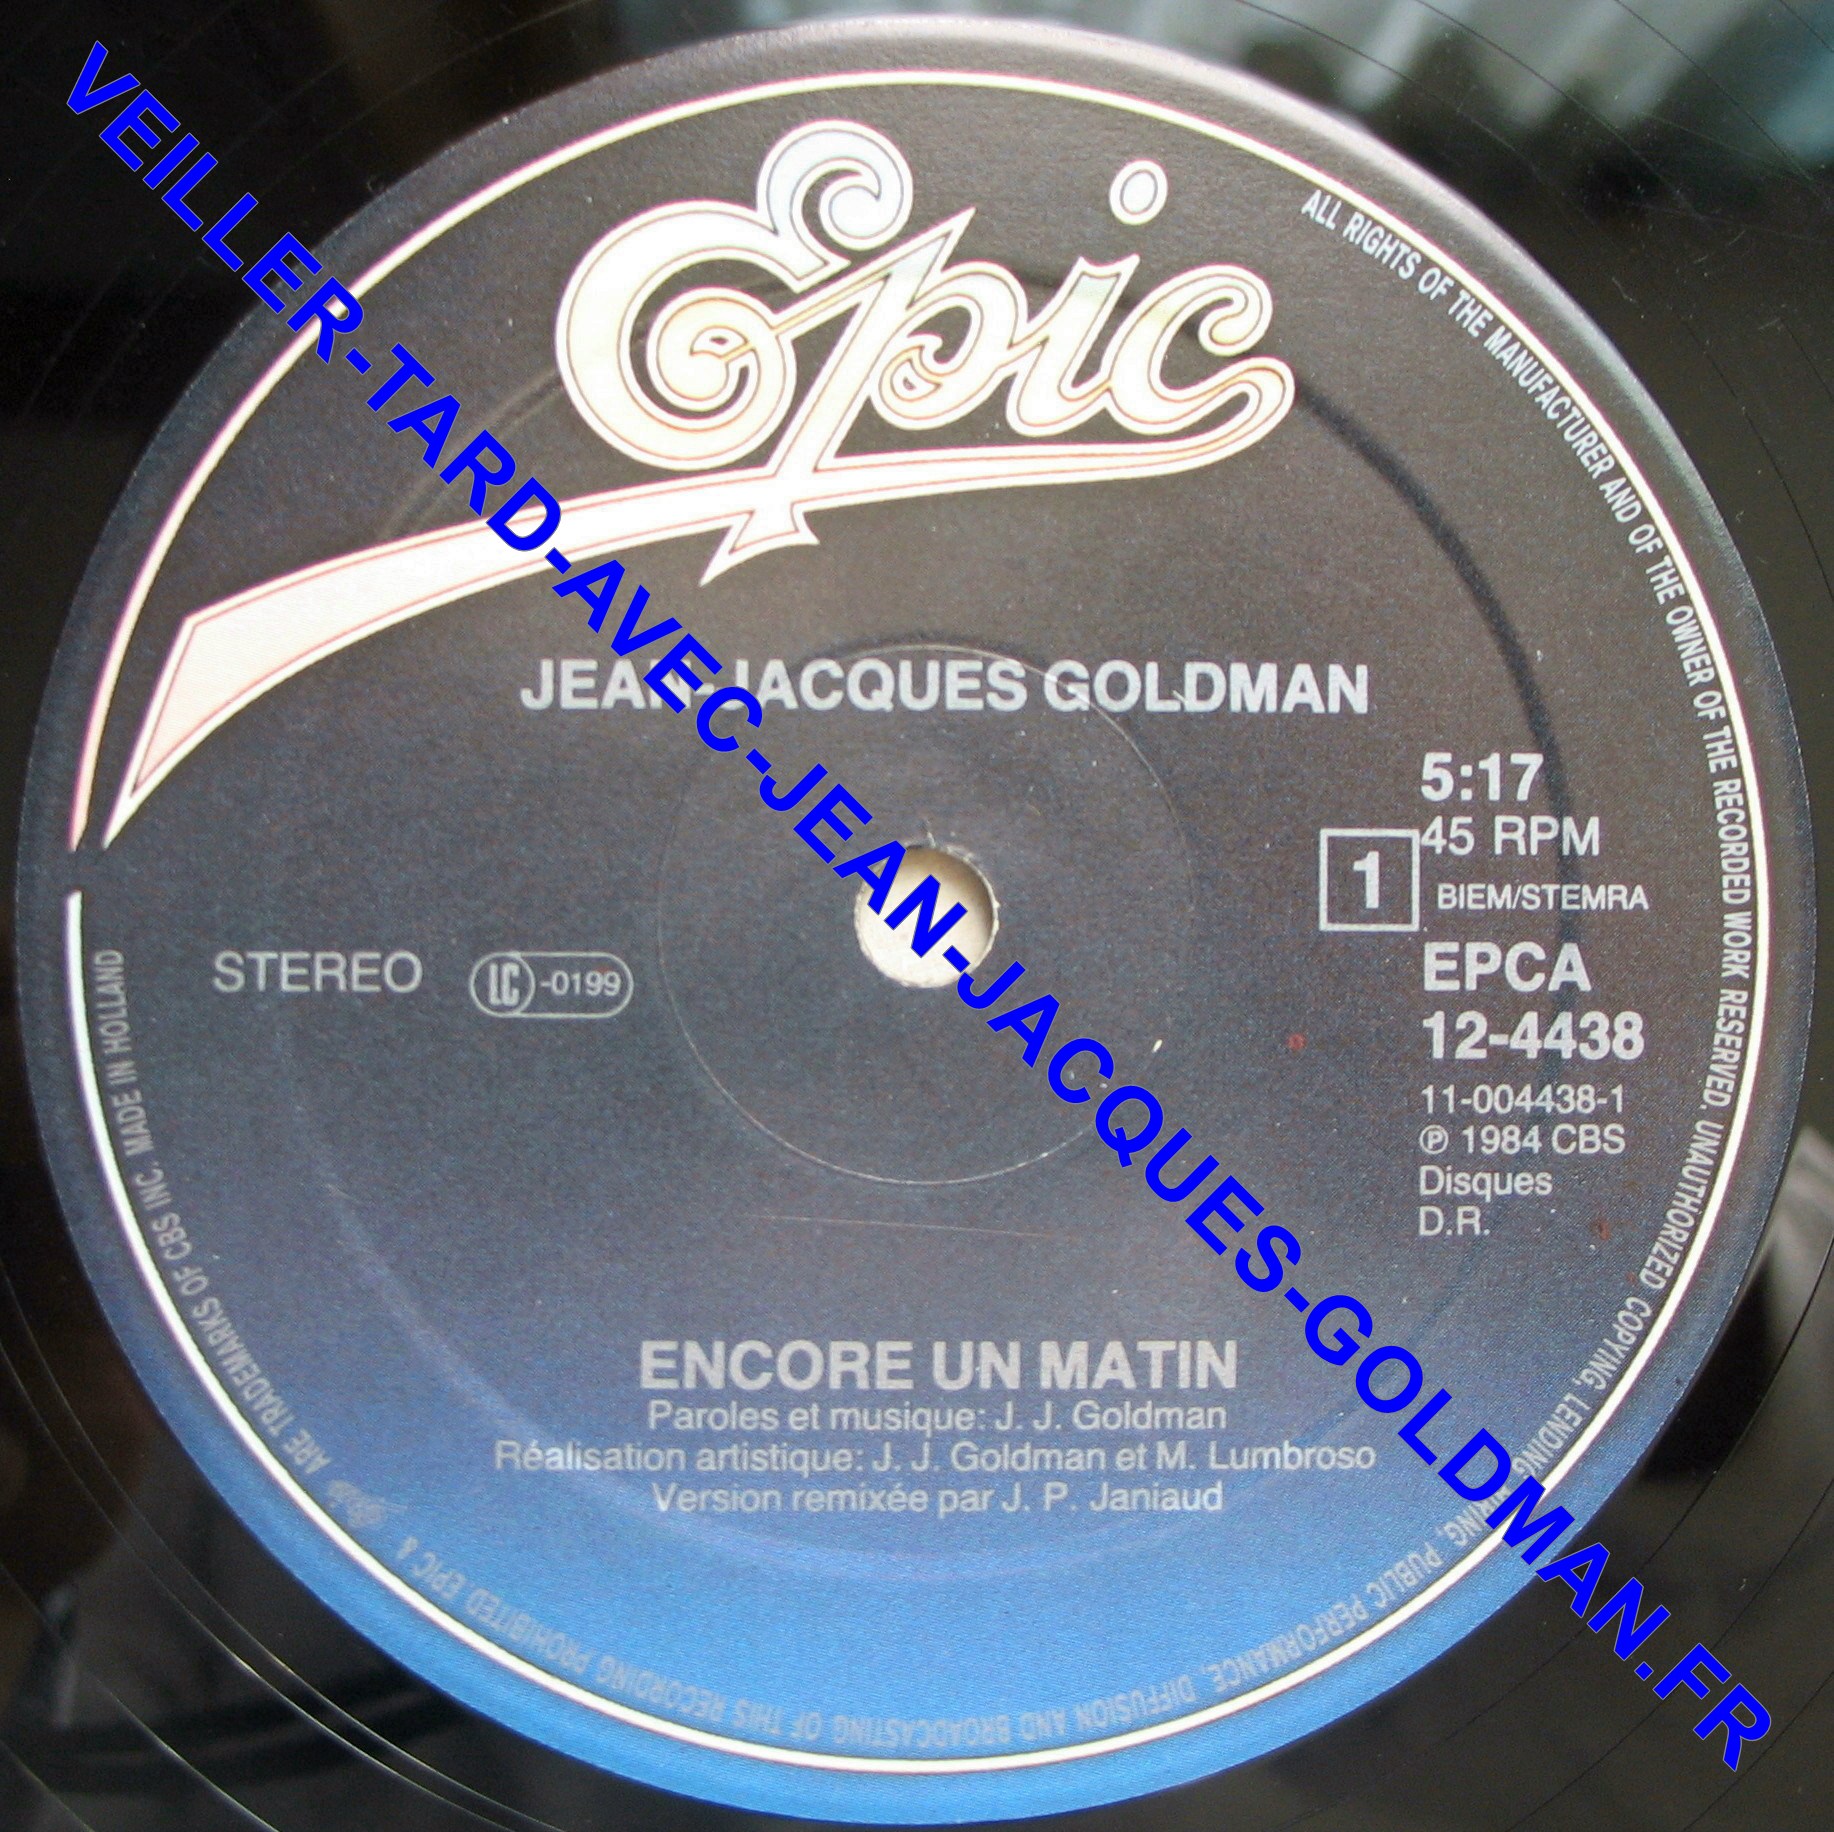 Epic
JEAN-JACQUES GOLDMAN
5:17
45 RPM
1
BIEM/STEMRA
EPCA
12-4438
11-004438-1
℗ 1984 CBS
Disques
D.R.
STEREO
LC-0199
ENCORE UN MATIN
Paroles et musique: J. J. Goldman
Réalisation artistique: J. J. Goldman et M. Lumbroso
Version remixée par J. P. Janiaud
ALL RIGHTS OF THE MANUFACTURER AND OF THE OWNER OF THE RECORDED WORK RESERVED. UNAUTHORIZED COPYING, LENDING, PUBLIC PERFORMANCE, DIFFUSION AND BROADCASTING OF THIS RECORDING PROHIBITED EPIC & Epic ARE TRADEMARKS OF CBS INC. MADE IN HOLLAND
VEILLER-TARD-AVEC-JEAN-JACQUES-GOLDMAN.FR